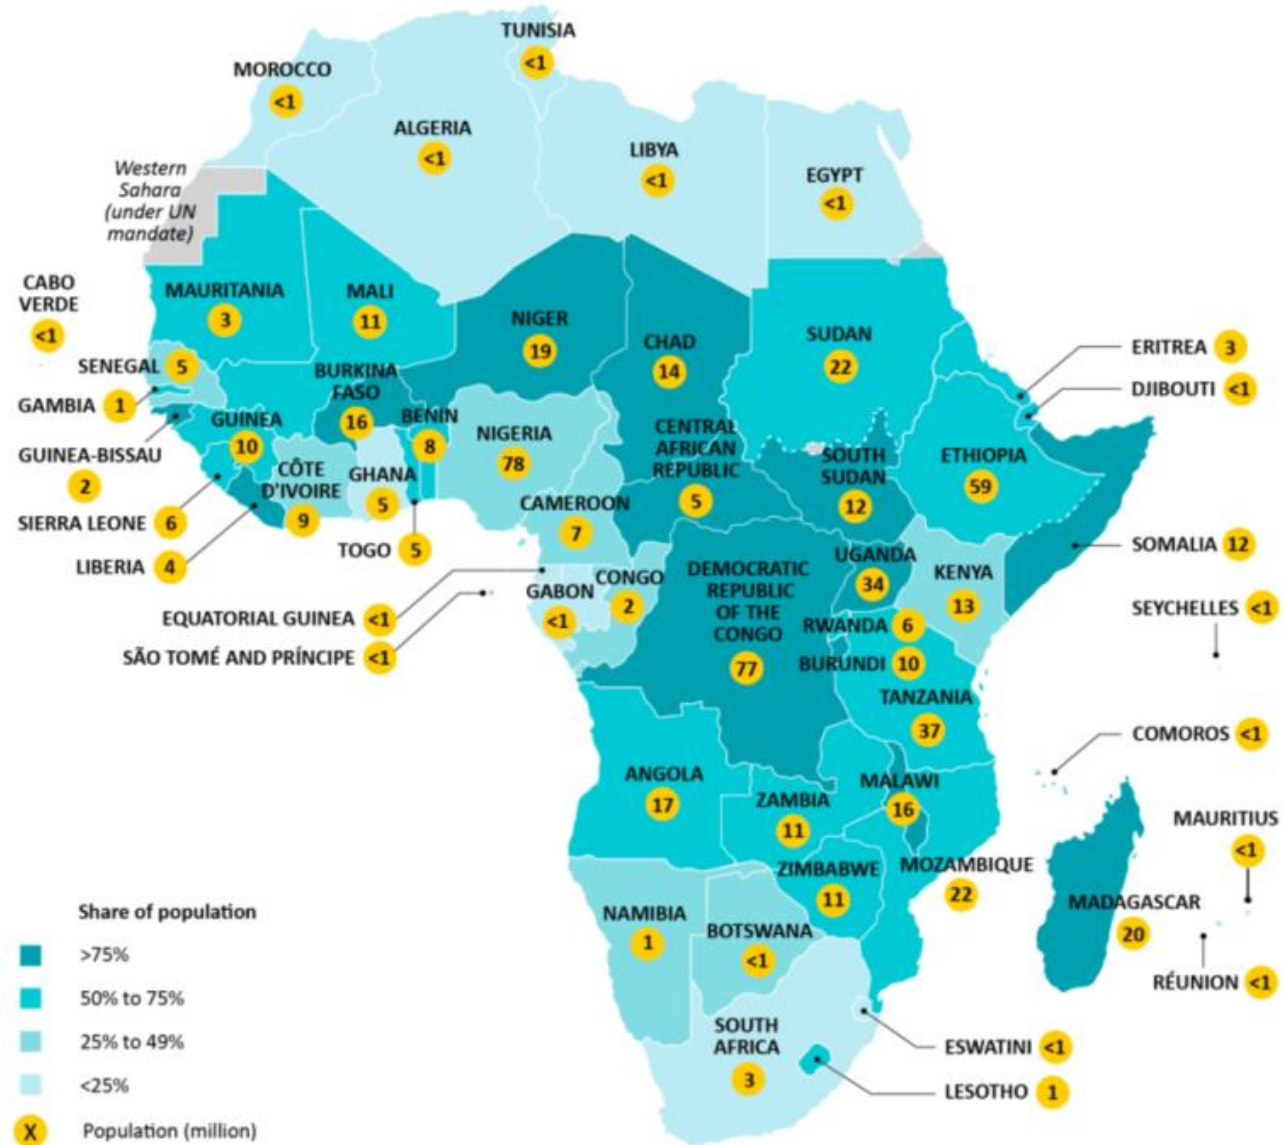 TUNISIA
<1
MOROCCO
<1
ALGERIA
<1
LIBYA
<1
EGYPT
<1
Western
Sahara
(under UN
mandate)
CABO
VERDE
<1
MAURITANIA
3
MALI
11
NIGER
19
CHAD
14
SUDAN
22
ERITREA 3
DJIBOUTI <1
SENEGAL 5
GAMBIA 1
BURKINA
FASO
16
BENIN
8
GUINEA
10
GUINEA-BISSAU
2
CÔTE
D'IVOIRE
9
GHANA
5
NIGERIA
78
CENTRAL
AFRICAN
REPUBLIC
5
SOUTH
SUDAN
12
ETHIOPIA
59
SIERRA LEONE 6
LIBERIA 4
TOGO 5
CAMEROON
7
SOMALIA 12
EQUATORIAL GUINEA <1
SÃO TOMÉ AND PRÍNCIPE <1
GABON
<1
CONGO
2
DEMOCRATIC
REPUBLIC
OF THE
CONGO
77
UGANDA
34
KENYA
13
RWANDA 6
BURUNDI 10
TANZANIA
37
SEYCHELLES <1
COMOROS <1
ANGOLA
17
ZAMBIA
11
MALAWI
16
MAURITIUS
<1
ZIMBABWE
11
MOZAMBIQUE
22
MADAGASCAR
20
RÉUNION <1
NAMIBIA
1
BOTSWANA
<1
SOUTH
AFRICA
3
ESWATINI <1
LESOTHO 1
Share of population
>75%
50% to 75%
25% to 49%
<25%
X Population (million)